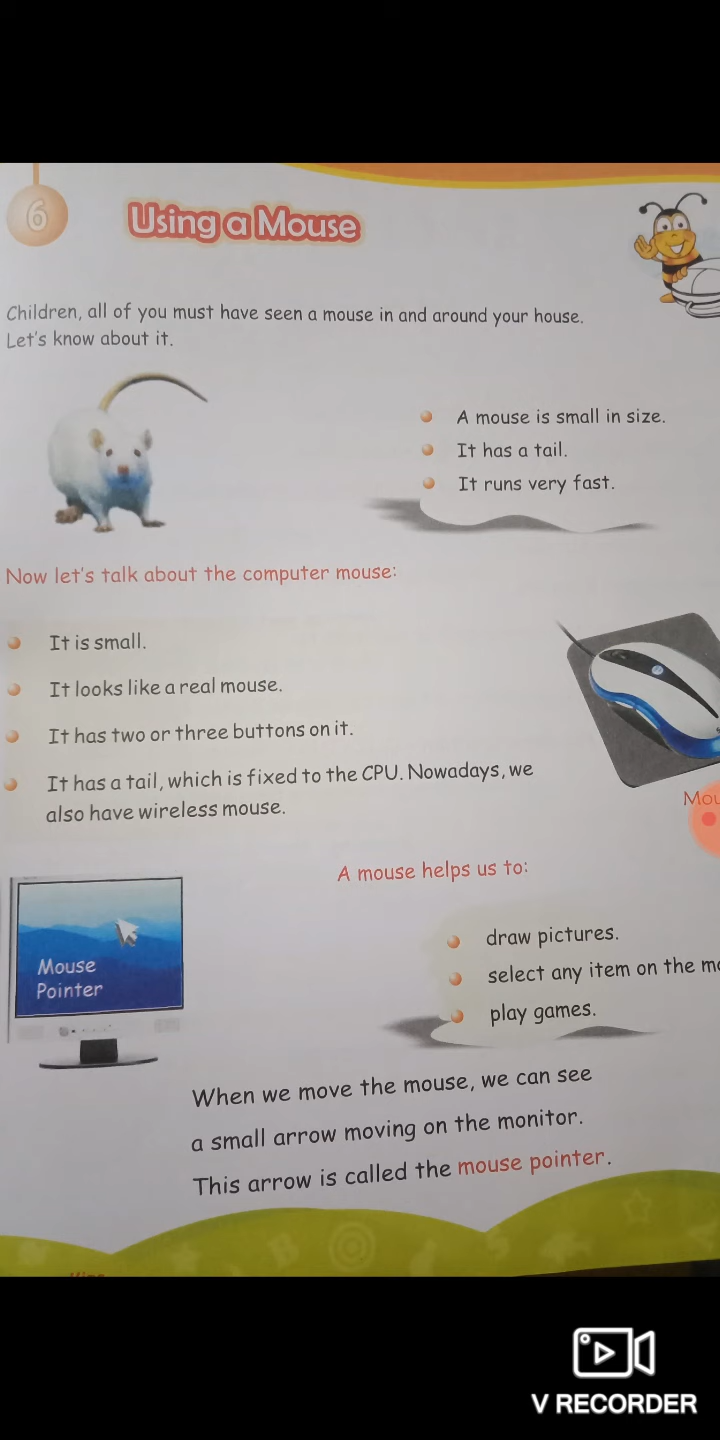 6
Using a Mouse
Children, all of you must have seen a mouse in and around your house.
Let's know about it.
A mouse is small in size.
It has a tail.
It runs very fast.
Now let's talk about the computer mouse:
It is small.
It looks like a real mouse.
It has two or three buttons on it.
It has a tail, which is fixed to the CPU. Nowadays, we
also have wireless mouse.
A mouse helps us to:
Mouse
Pointer
draw pictures.
select any item on the
play games.
When we move the mouse, we can see
a small arrow moving on the monitor.
This arrow is called the mouse pointer.
V RECORDER